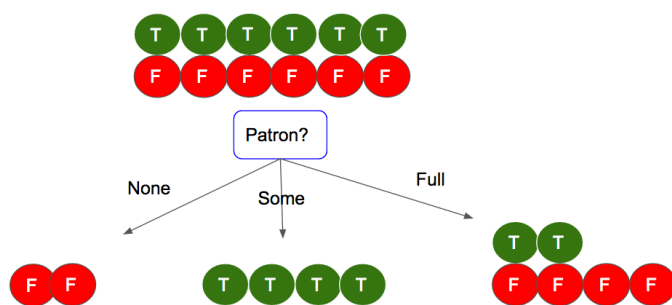 T T T T T T
F F F F F F
Patron?
None
Some
Full
T T
F F
T T T T
F F F F